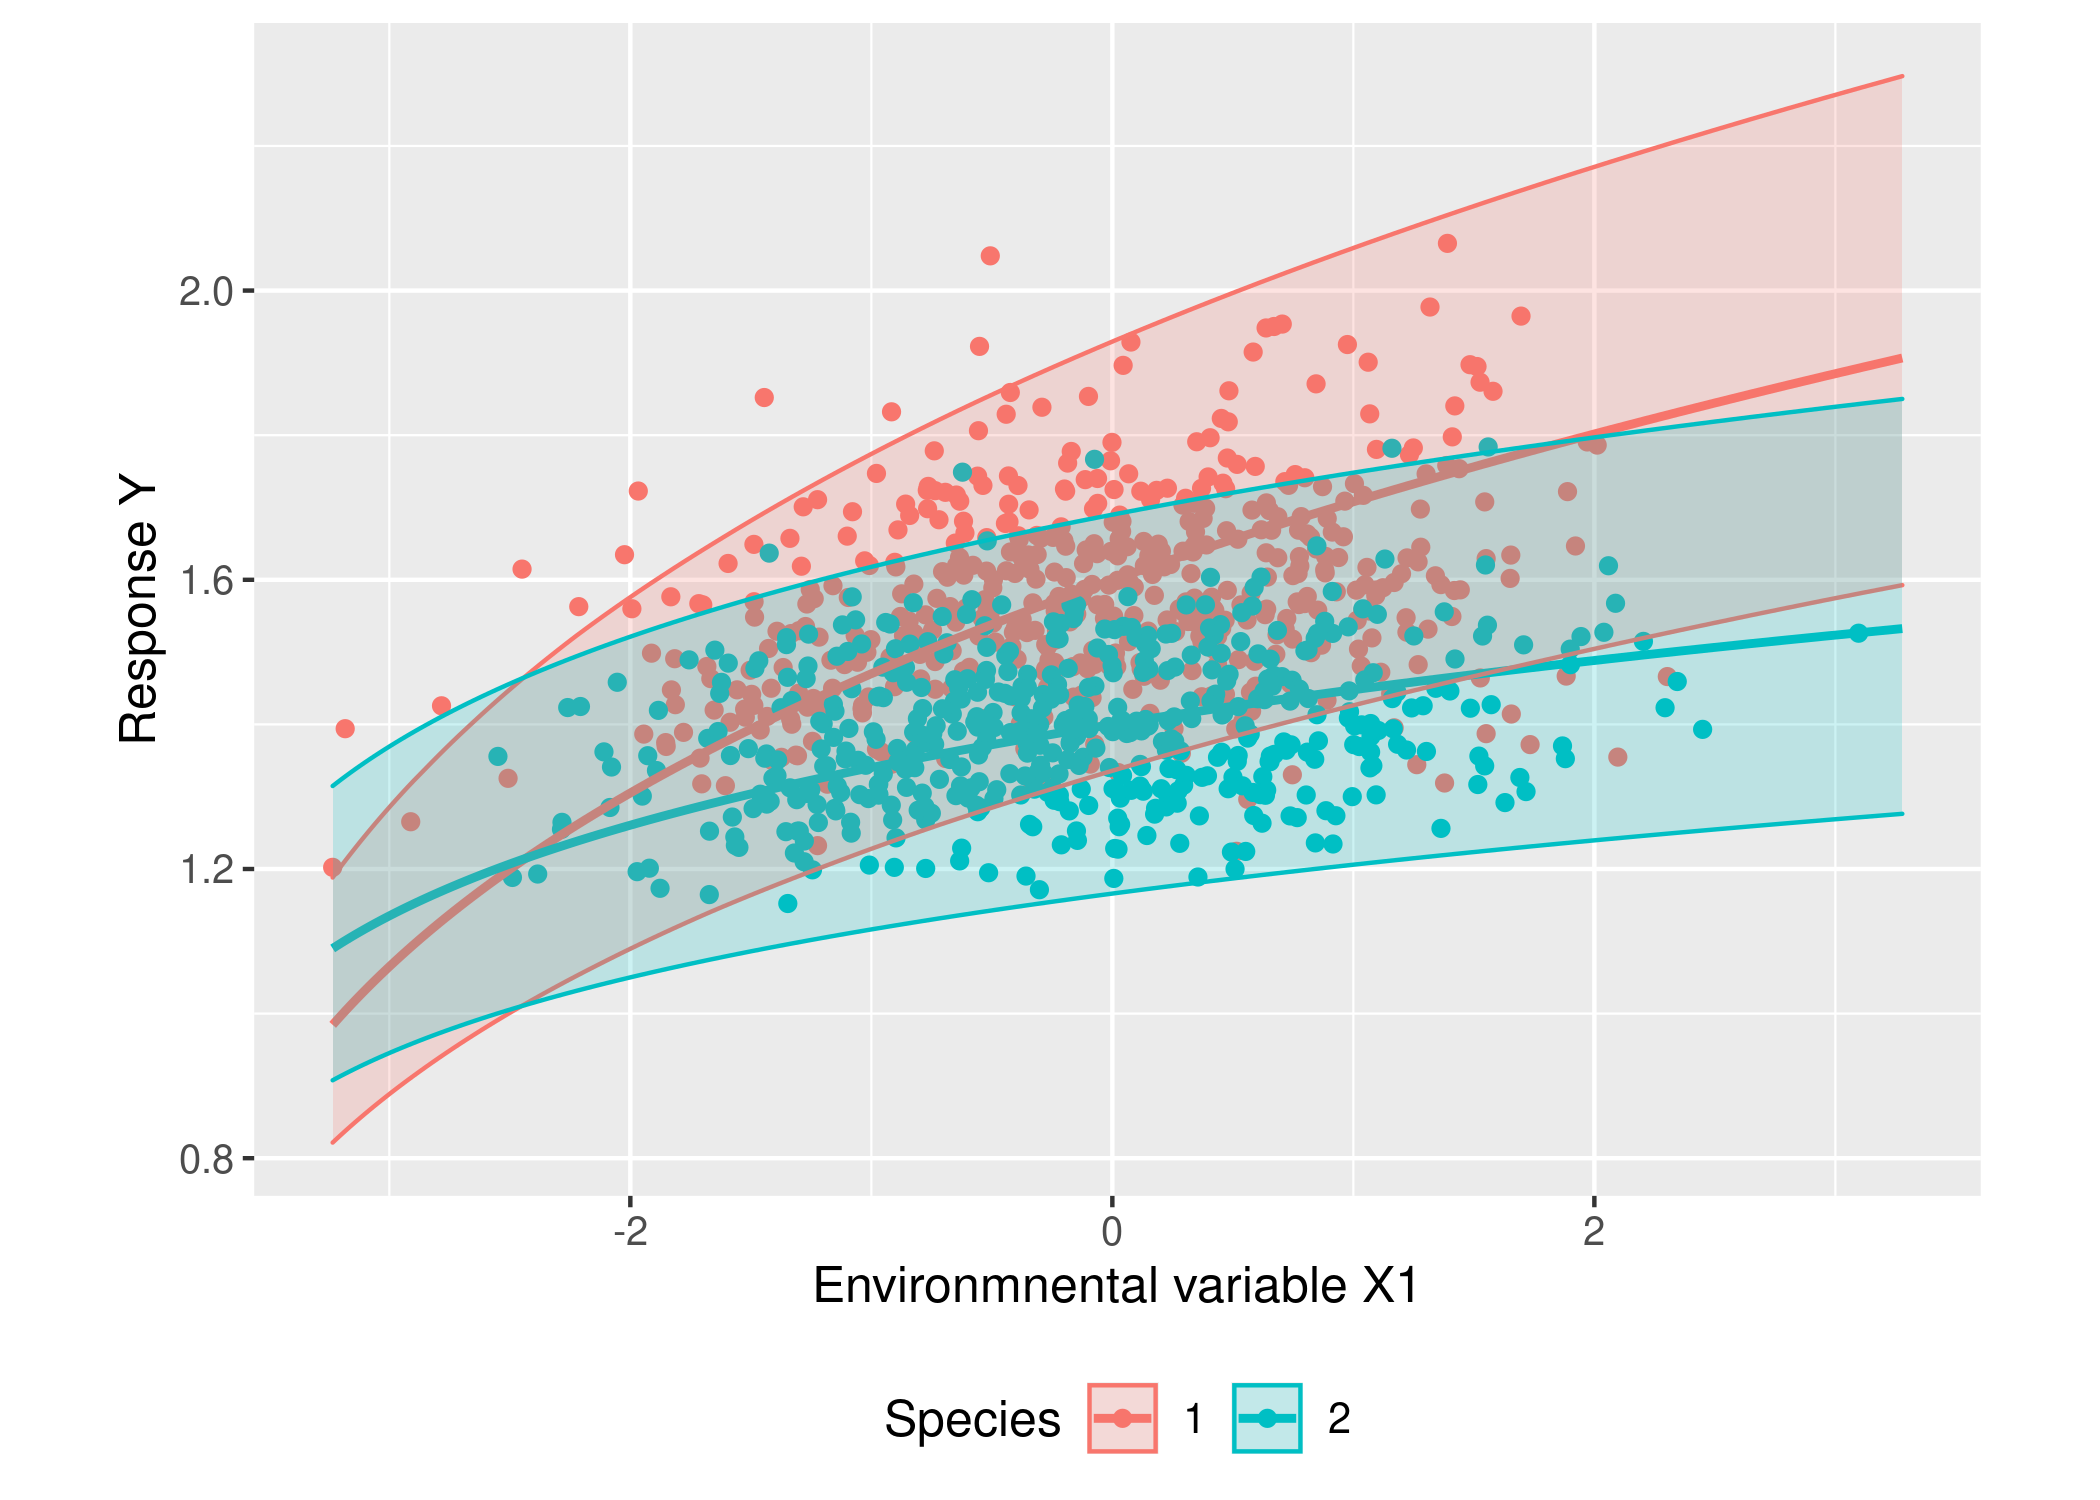 Response Y
2.0
1.6
1.2
0.8
-2 0 2
Environmnental variable X1
Species 1 2